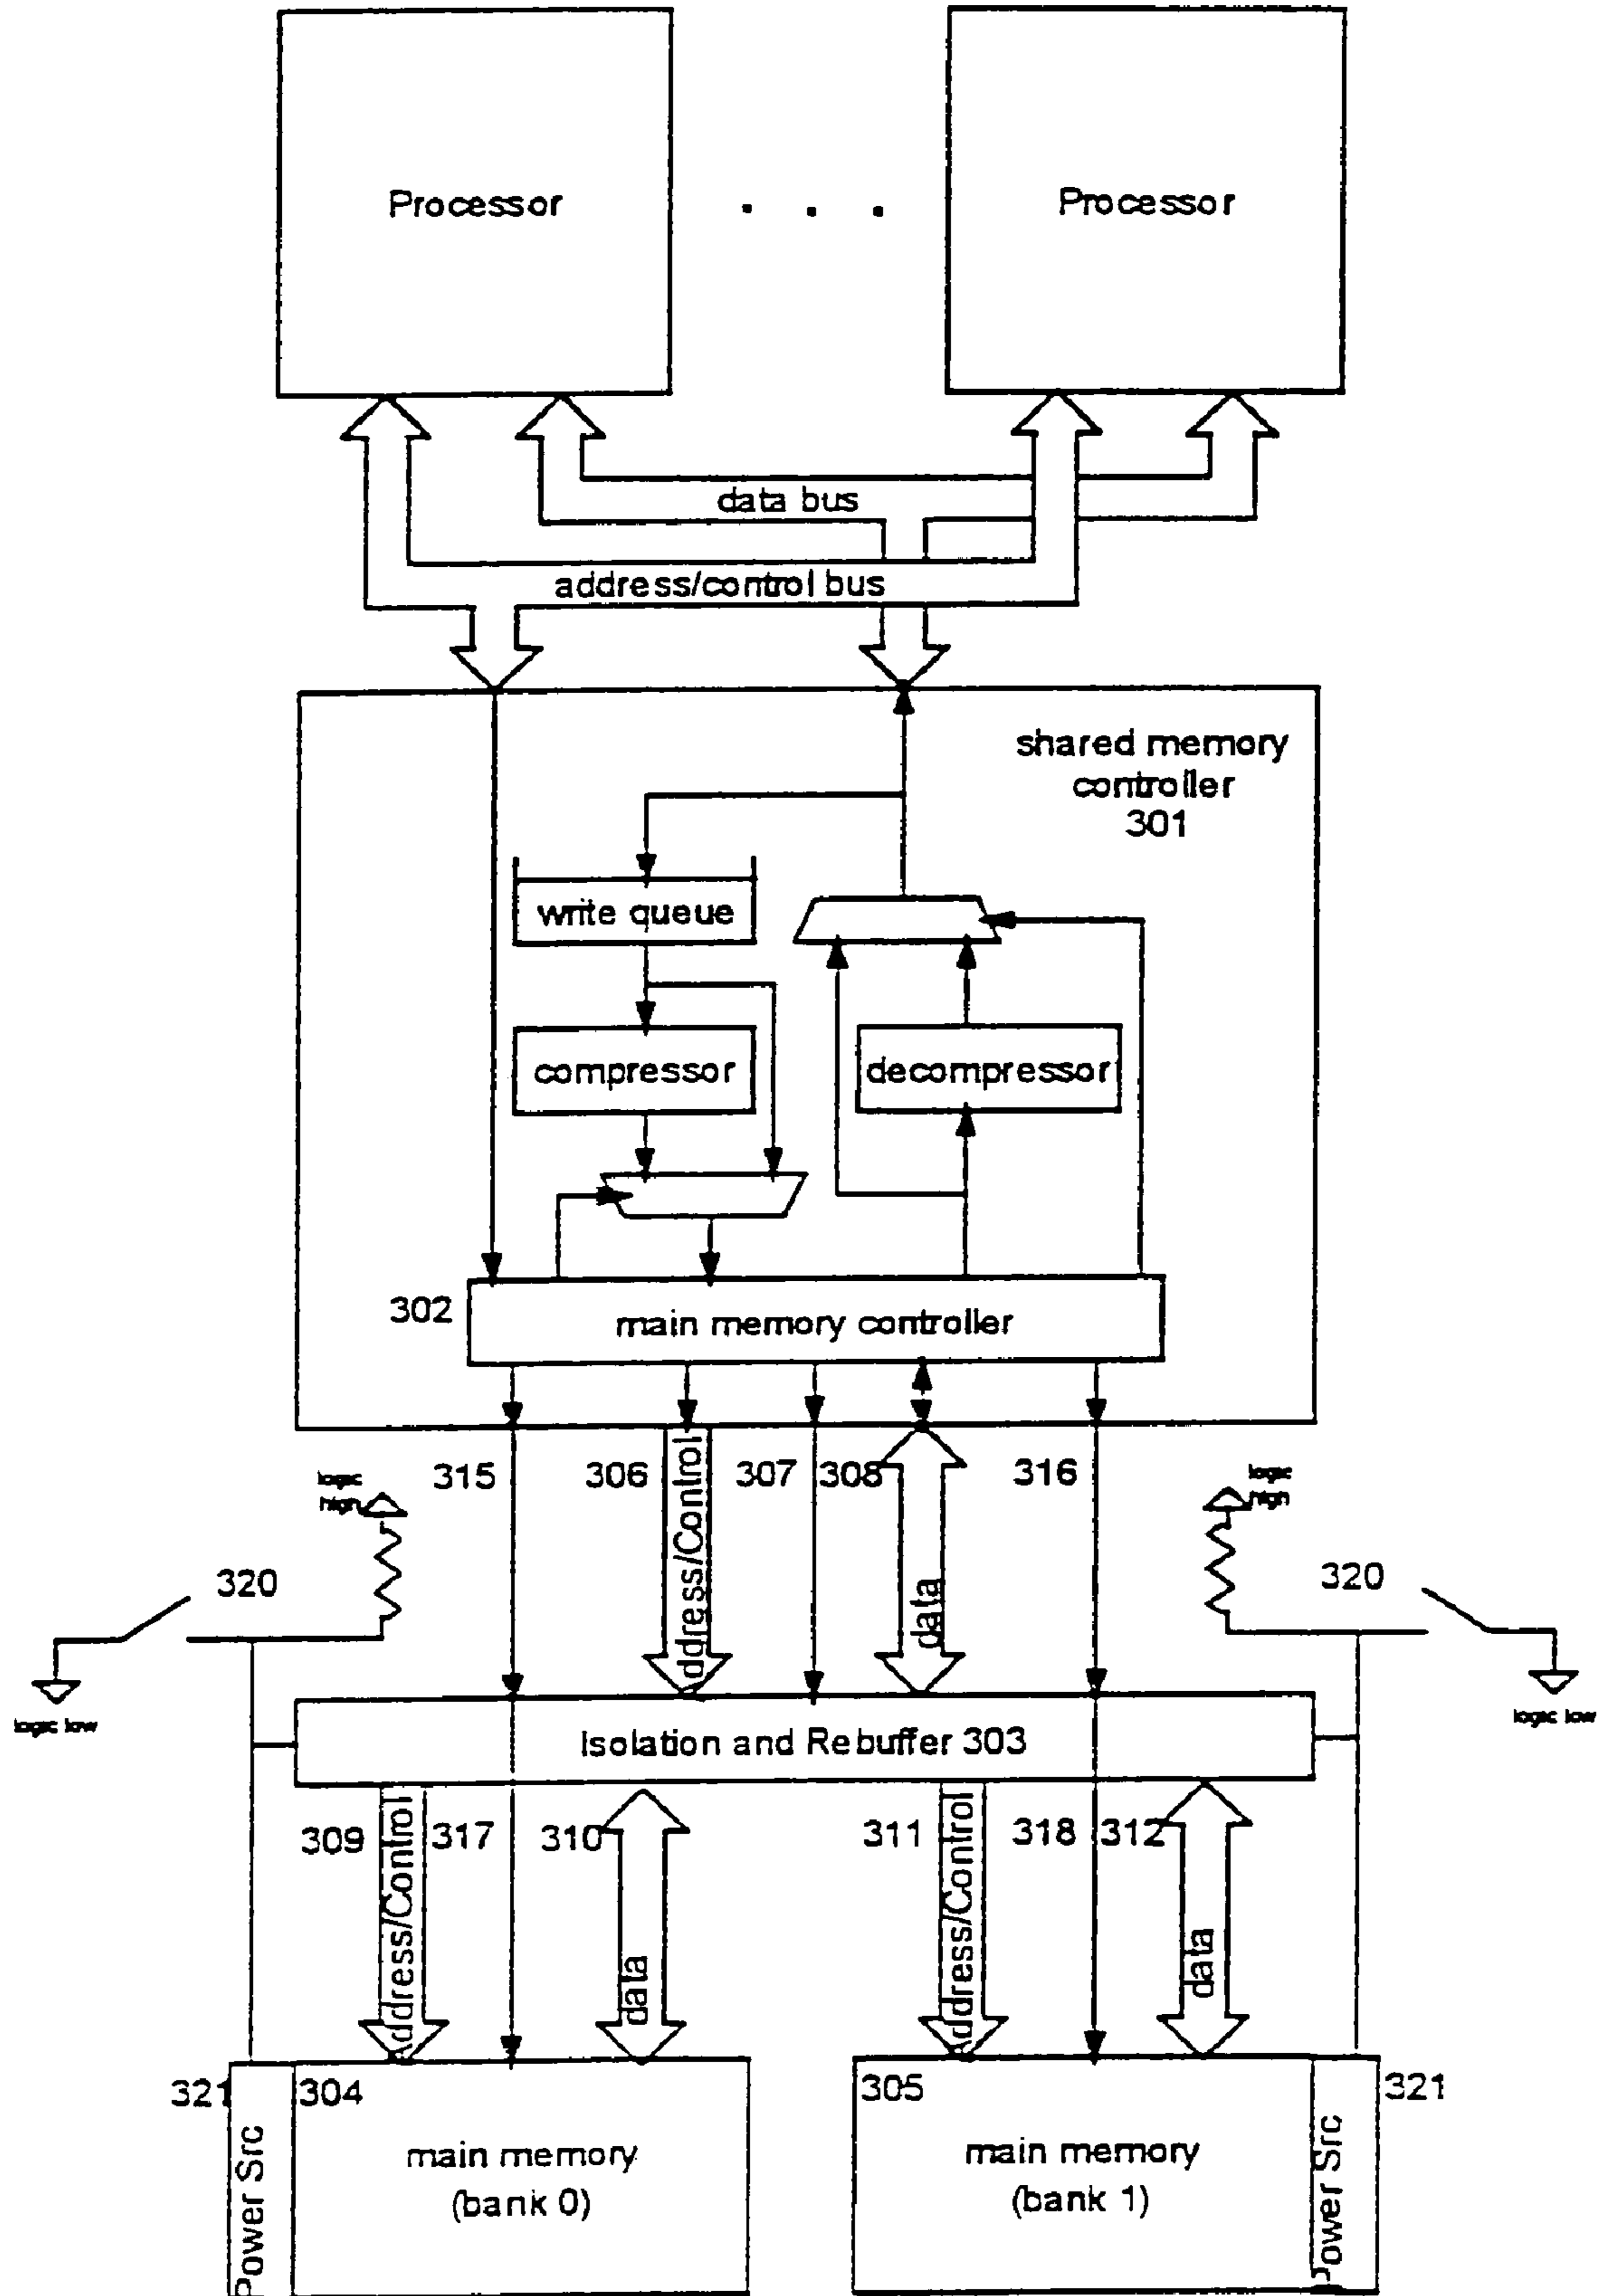 Processor
. . .
Processor
data bus
address/control bus
shared memory
controller
301
write queue
compressor
decompressor
302
main memory controller
315
306
307
308
316
ddress/Control
data
logic
high
logic
high
320
320
logic low
logic low
Isolation and Rebuffer 303
309
317
310
311
318
312
Address/Control
data
Address/Control
data
321
304
305
321
Power Src
main memory
(bank 0)
main memory
(bank 1)
Power Src